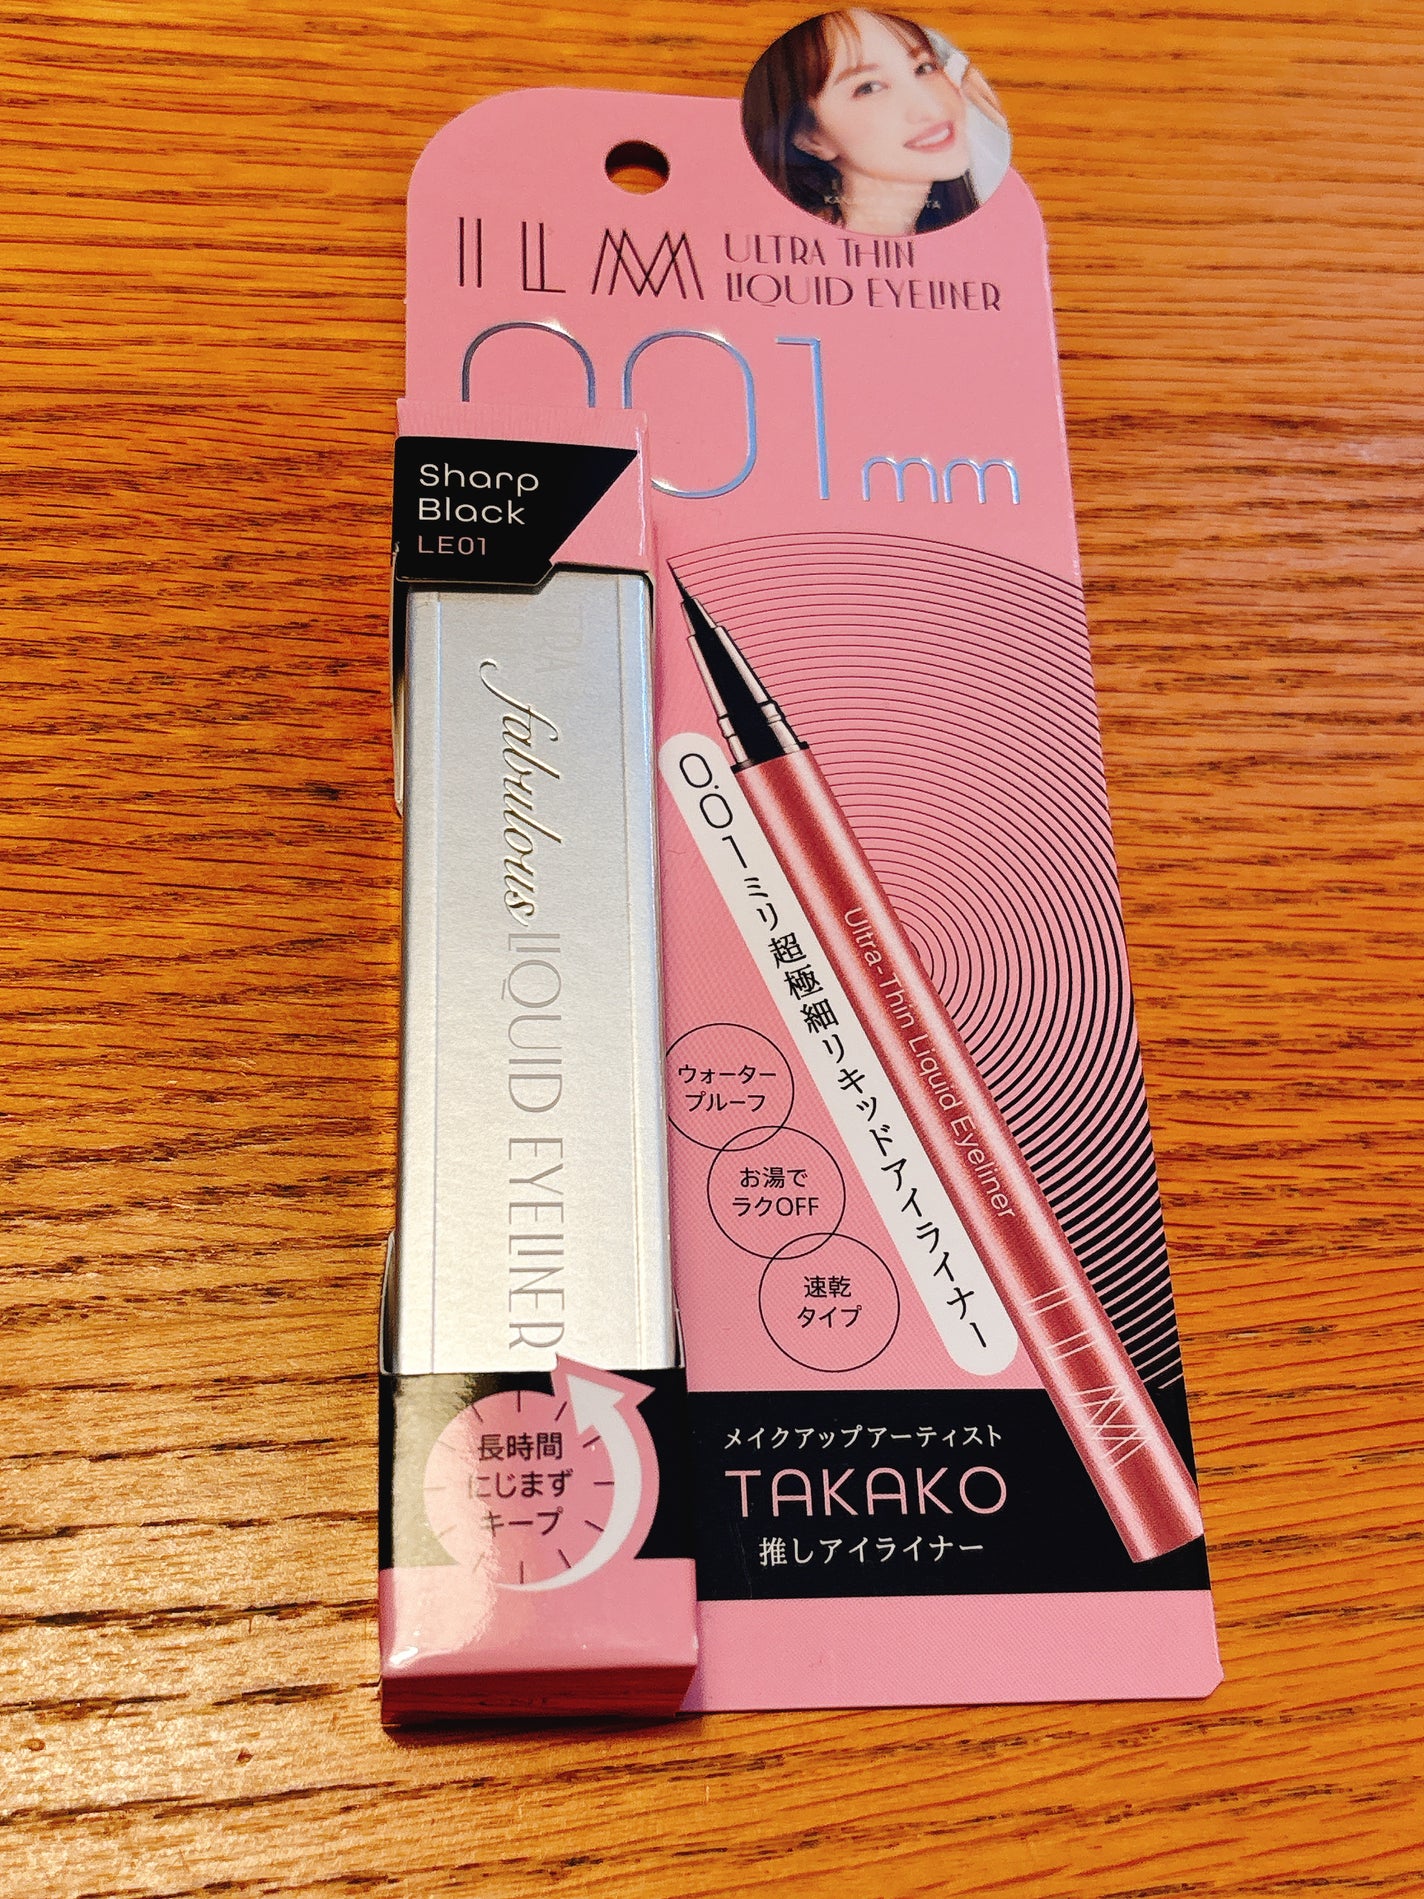 ILM
ULTRA THIN
LIQUID EYELINER
001mm
Sharp
Black
LE01
fabulous LIQUID EYELINER
0.01ミリ超極細リキッドアイライナー
Ultra-Thin Liquid Eyeliner
ILM
ウォーター
プルーフ
お湯で
ラクOFF
速乾
タイプ
長時間
にじまず
キープ
メイクアップアーティスト
TAKAKO
推しアイライナー